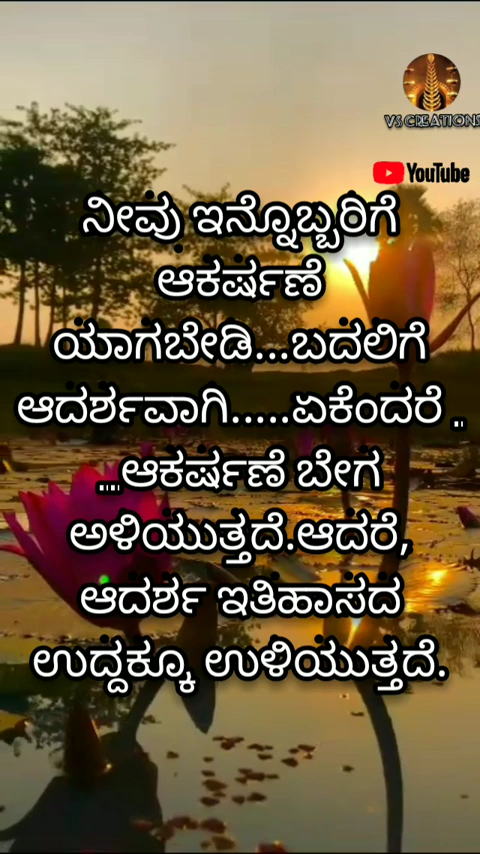 VS CREATIONS
YouTube
ನೀವು ಇನ್ನೊಬ್ಬರಿಗೆ
ಆಕರ್ಷಣೆ
ಯಾಗಬೇಡಿ...ಬದಲಿಗೆ
ಆದರ್ಶವಾಗಿ.....ಏಕೆಂದರೆ ..
...ಆಕರ್ಷಣೆ ಬೇಗ
ಅಳಿಯುತ್ತದೆ.ಆದರೆ,
ಆದರ್ಶ ಇತಿಹಾಸದ
ಉದ್ದಕ್ಕೂ ಉಳಿಯುತ್ತದೆ.